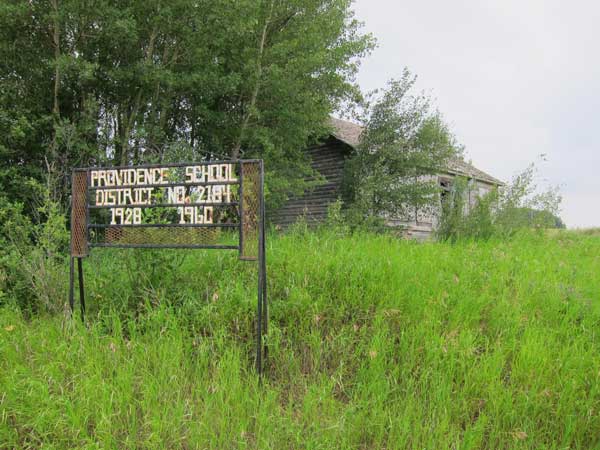 PROVIDENCE SCHOOL
DISTRICT NO. 2184
1928 1960